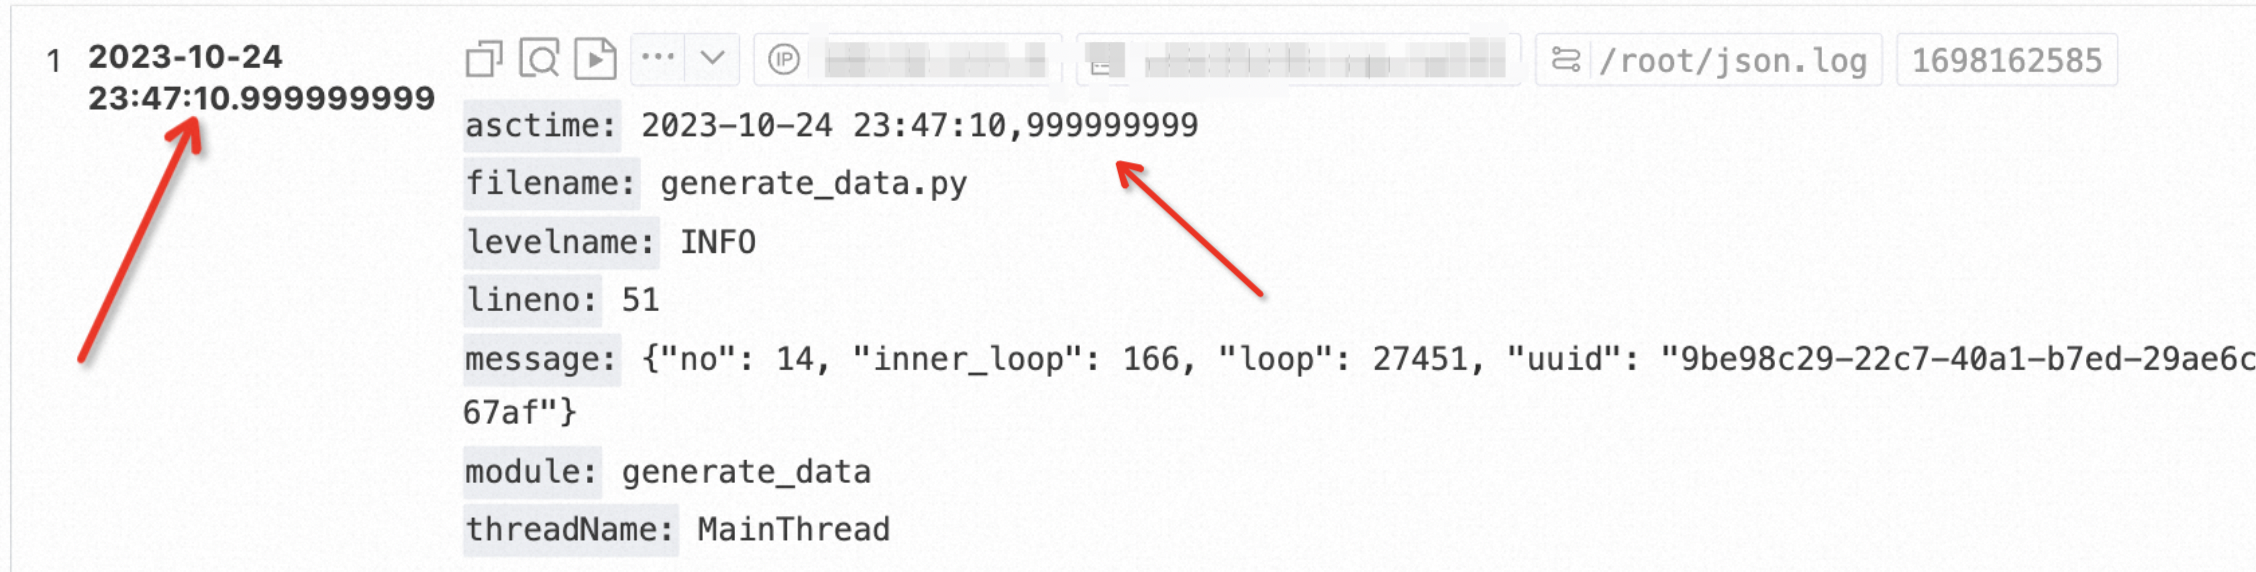 1 2023-10-24
23:47:10.999999999
IP /root/json.log 1698162585
asctime: 2023-10-24 23:47:10,999999999
filename: generate_data.py
levelname: INFO
lineno: 51
message: {"no": 14, "inner_loop": 166, "loop": 27451, "uuid": "9be98c29-22c7-40a1-b7ed-29ae6c
67af"}
module: generate_data
threadName: MainThread